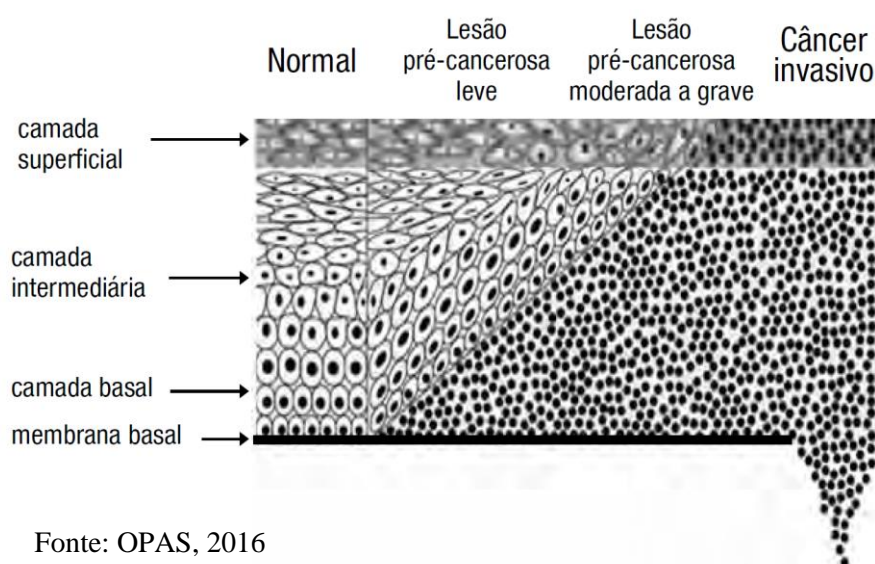 Normal
Lesão
pré-cancerosa
leve
Lesão
pré-cancerosa
moderada a grave
Câncer
invasivo
camada
superficial
camada
intermediária
camada basal
membrana basal
Fonte: OPAS, 2016